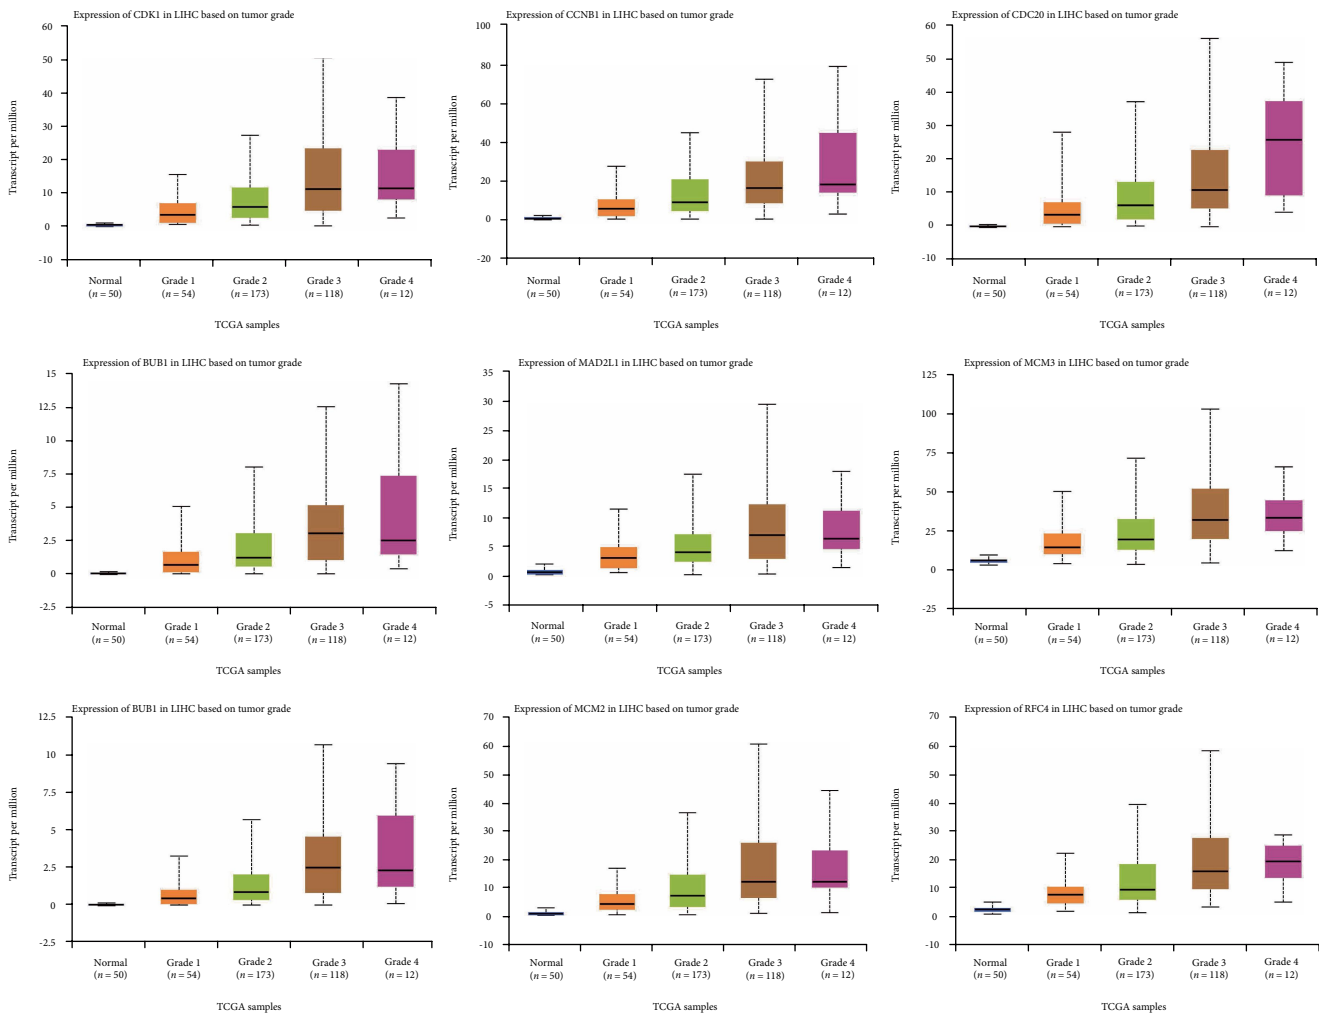 Expression of CDK1 in LIHC based on tumor grade
Transcript per million
60
50
40
30
20
10
0
-10
Normal
(n = 50)
Grade 1
(n = 54)
Grade 2
(n = 173)
Grade 3
(n = 118)
Grade 4
(n = 12)
TCGA samples
Expression of CCNB1 in LIHC based on tumor grade
Transcript per million
100
80
60
40
20
0
-20
Normal
(n = 50)
Grade 1
(n = 54)
Grade 2
(n = 173)
Grade 3
(n = 118)
Grade 4
(n = 12)
TCGA samples
Expression of CDC20 in LIHC based on tumor grade
Transcript per million
60
50
40
30
20
10
0
-10
Normal
(n = 50)
Grade 1
(n = 54)
Grade 2
(n = 173)
Grade 3
(n = 118)
Grade 4
(n = 12)
TCGA samples
Expression of BUB1 in LIHC based on tumor grade
Transcript per million
15
12.5
10
7.5
5
2.5
0
-2.5
Normal
(n = 50)
Grade 1
(n = 54)
Grade 2
(n = 173)
Grade 3
(n = 118)
Grade 4
(n = 12)
TCGA samples
Expression of MAD2L1 in LIHC based on tumor grade
Transcript per million
35
30
25
20
15
10
5
0
-5
Normal
(n = 50)
Grade 1
(n = 54)
Grade 2
(n = 173)
Grade 3
(n = 118)
Grade 4
(n = 12)
TCGA samples
Expression of MCM3 in LIHC based on tumor grade
Transcript per million
125
100
75
50
25
0
-25
Normal
(n = 50)
Grade 1
(n = 54)
Grade 2
(n = 173)
Grade 3
(n = 118)
Grade 4
(n = 12)
TCGA samples
Expression of BUB1 in LIHC based on tumor grade
Transcript per million
12.5
10
7.5
5
2.5
0
-2.5
Normal
(n = 50)
Grade 1
(n = 54)
Grade 2
(n = 173)
Grade 3
(n = 118)
Grade 4
(n = 12)
TCGA samples
Expression of MCM2 in LIHC based on tumor grade
Transcript per million
70
60
50
40
30
20
10
0
-10
Normal
(n = 50)
Grade 1
(n = 54)
Grade 2
(n = 173)
Grade 3
(n = 118)
Grade 4
(n = 12)
TCGA samples
Expression of RFC4 in LIHC based on tumor grade
Transcript per million
70
60
50
40
30
20
10
0
-10
Normal
(n = 50)
Grade 1
(n = 54)
Grade 2
(n = 173)
Grade 3
(n = 118)
Grade 4
(n = 12)
TCGA samples